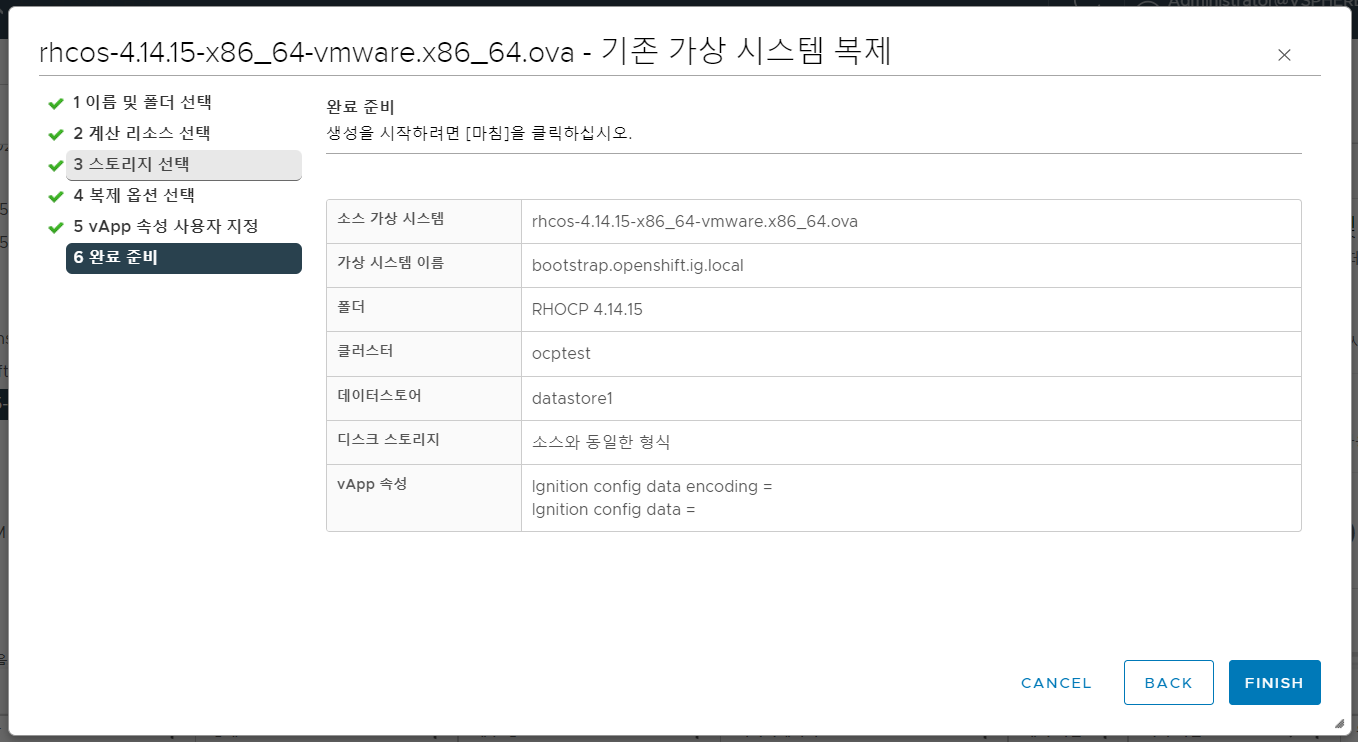 Administrator@VSPHERE
rhcos-4.14.15-x86_64-vmware.x86_64.ova - 기존 가상 시스템 복제
1 이름 및 폴더 선택
2 계산 리소스 선택
3 스토리지 선택
4 복제 옵션 선택
5 vApp 속성 사용자 지정
6 완료 준비
완료 준비
생성을 시작하려면 [마침]을 클릭하십시오.
소스 가상 시스템 rhcos-4.14.15-x86_64-vmware.x86_64.ova
가상 시스템 이름 bootstrap.openshift.ig.local
폴더 RHOCP 4.14.15
클러스터 ocptest
데이터스토어 datastore1
디스크 스토리지 소스와 동일한 형식
vApp 속성 Ignition config data encoding =
Ignition config data =
CANCEL BACK FINISH